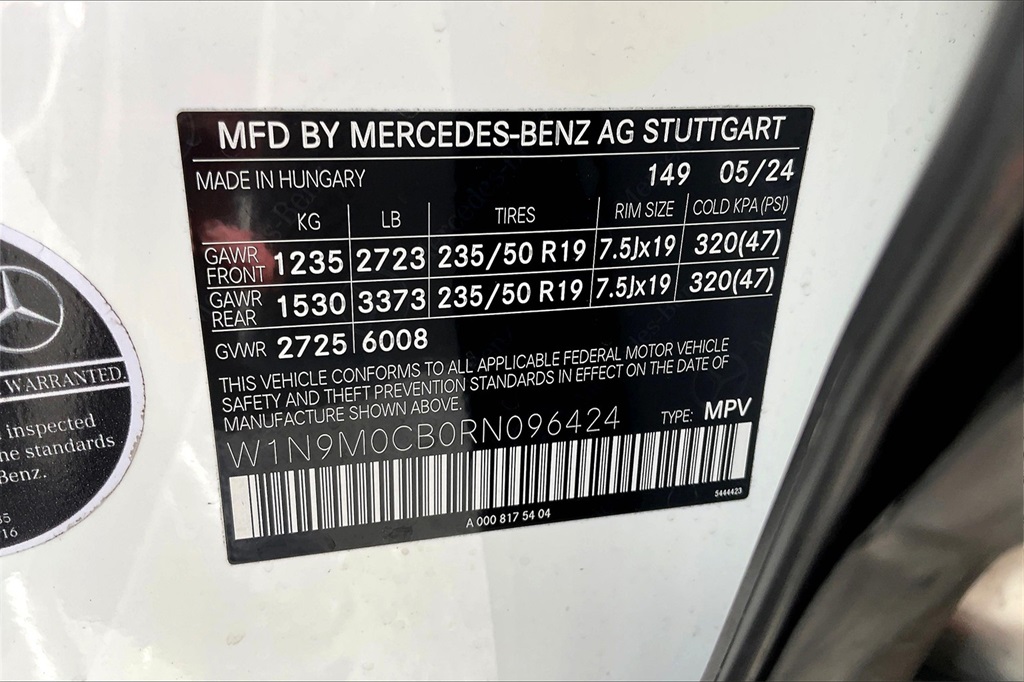 MFD BY MERCEDES-BENZ AG STUTTGART
MADE IN HUNGARY 149 05/24
KG LB TIRES RIM SIZE COLD KPA (PSI)
GAWR FRONT 1235 2723 235/50 R19 7.5Jx19 320(47)
GAWR REAR 1530 3373 235/50 R19 7.5Jx19 320(47)
GVWR 2725 6008
THIS VEHICLE CONFORMS TO ALL APPLICABLE FEDERAL MOTOR VEHICLE
SAFETY AND THEFT PREVENTION STANDARDS IN EFFECT ON THE DATE OF
MANUFACTURE SHOWN ABOVE.
W1N9M0CB0RN096424 TYPE: MPV
5444423
A 000 817 54 04
WARRANTED.
inspected
standards
Benz.
16